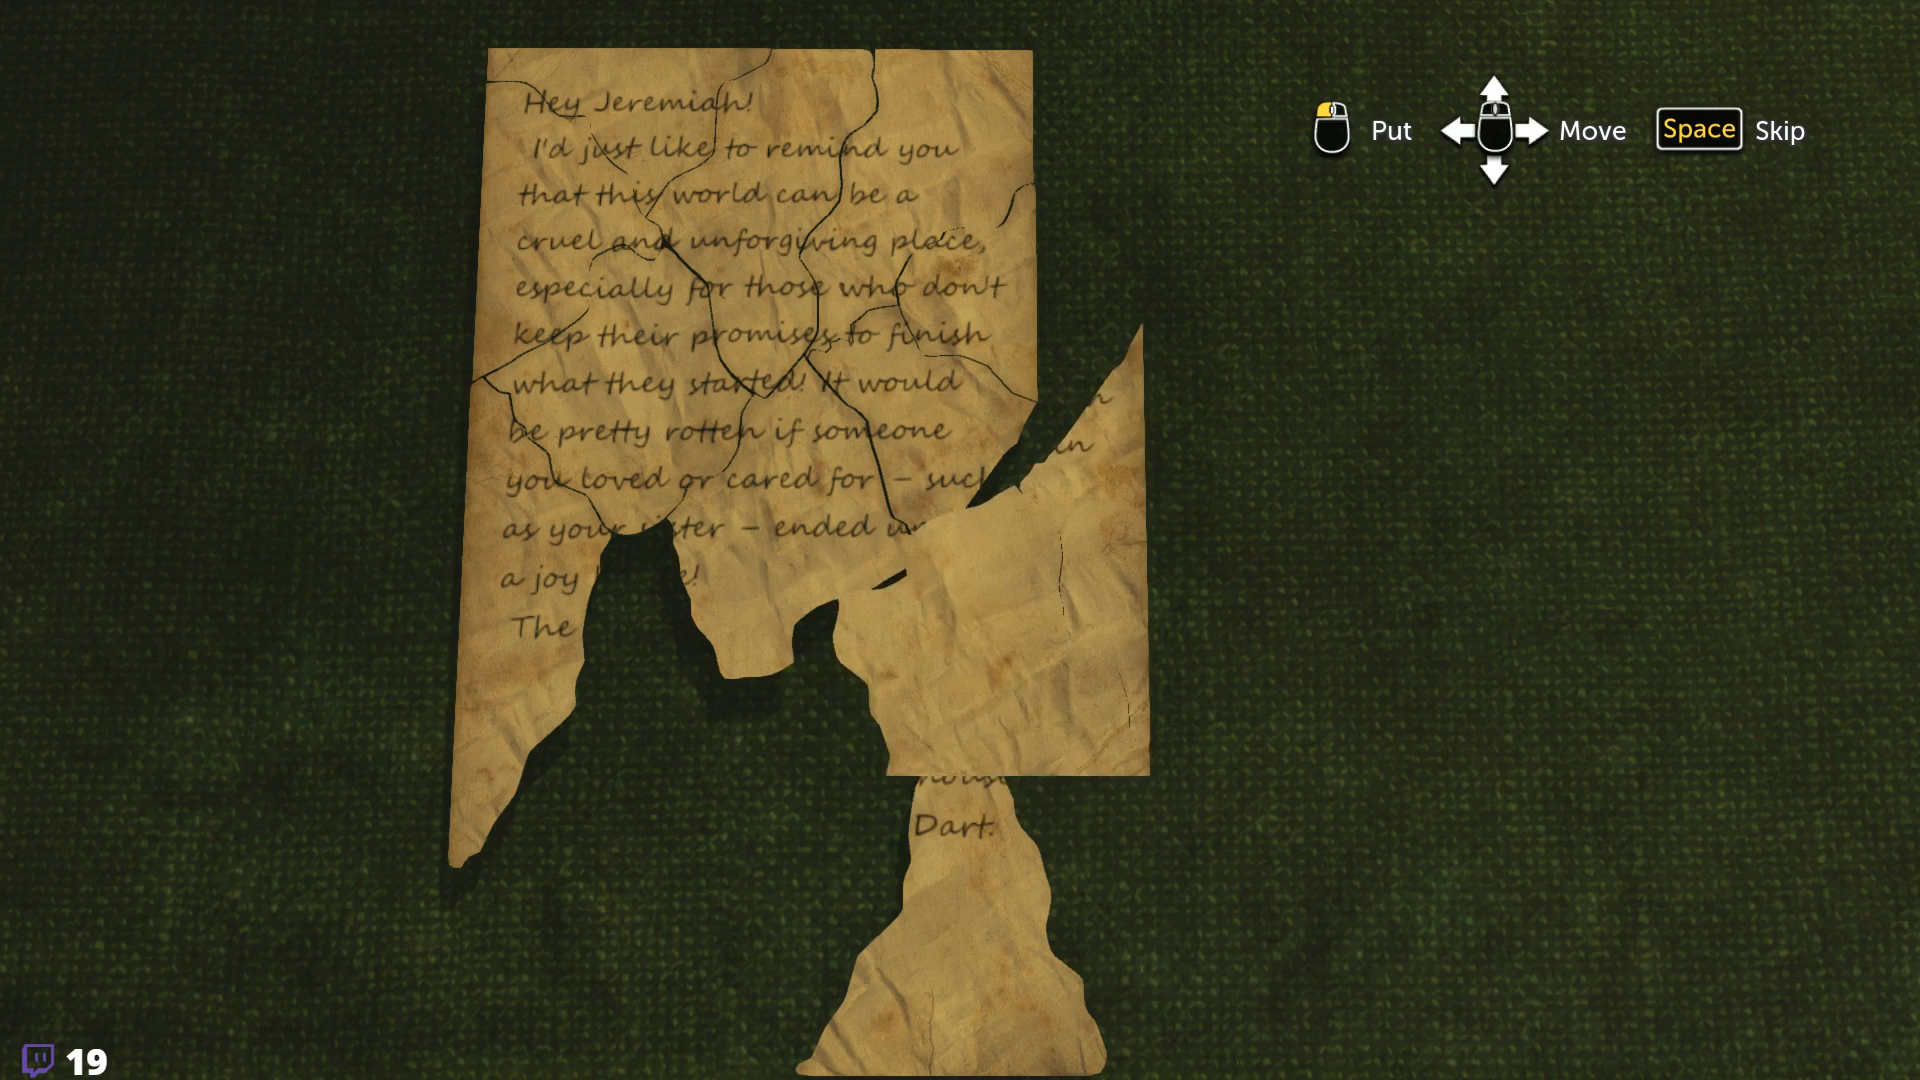 Hey Jeremiah!
I'd just like to remind you
that this world can be a
cruel and unforgiving place,
especially for those who don't
keep their promises to finish
what they started! It would
be pretty rotten if someone
you loved or cared for – such
as your sister – ended
a joy
The
Dart.
Put
Move
Space Skip
19